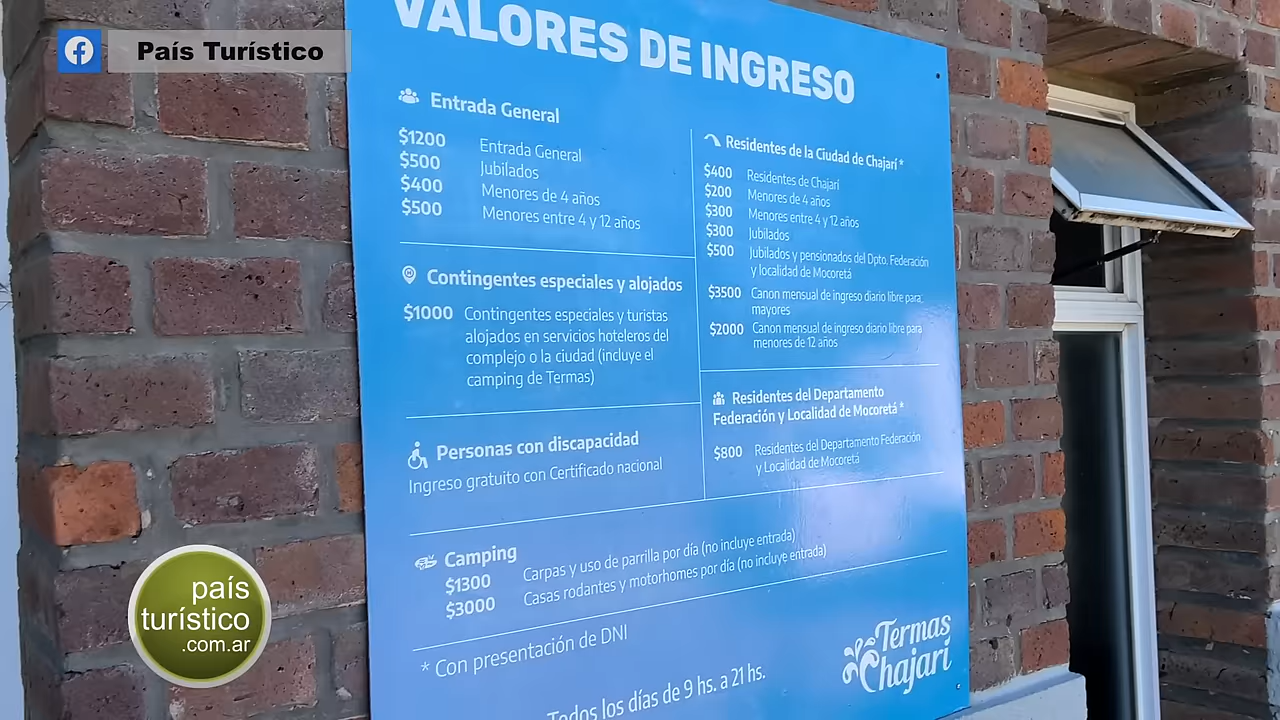 País Turístico
VALORES DE INGRESO
Entrada General
$1200 Entrada General
$500 Jubilados
$400 Menores de 4 años
$500 Menores entre 4 y 12 años
Contingentes especiales y alojados
$1000 Contingentes especiales y turistas
alojados en servicios hoteleros del
complejo o la ciudad (incluye el
camping de Termas)
Personas con discapacidad
Ingreso gratuito con Certificado nacional
Residentes de la Ciudad de Chajarí *
$400 Residentes de Chajarí
$200 Menores de 4 años
$300 Menores entre 4 y 12 años
$300 Jubilados
$500 Jubilados y pensionados del Dpto. Federación
y localidad de Mocoretá
$3500 Canon mensual de ingreso diario libre para
mayores
$2000 Canon mensual de ingreso diario libre para
menores de 12 años
Residentes del Departamento
Federación y Localidad de Mocoretá *
$800 Residentes del Departamento Federación
y Localidad de Mocoretá
Camping
$1300 Carpas y uso de parrilla por día (no incluye entrada)
$3000 Casas rodantes y motorhomes por día (no incluye entrada)
* Con presentación de DNI
Todos los días de 9 hs. a 21 hs.
Termas
Chajarí
país
turístico
.com.ar